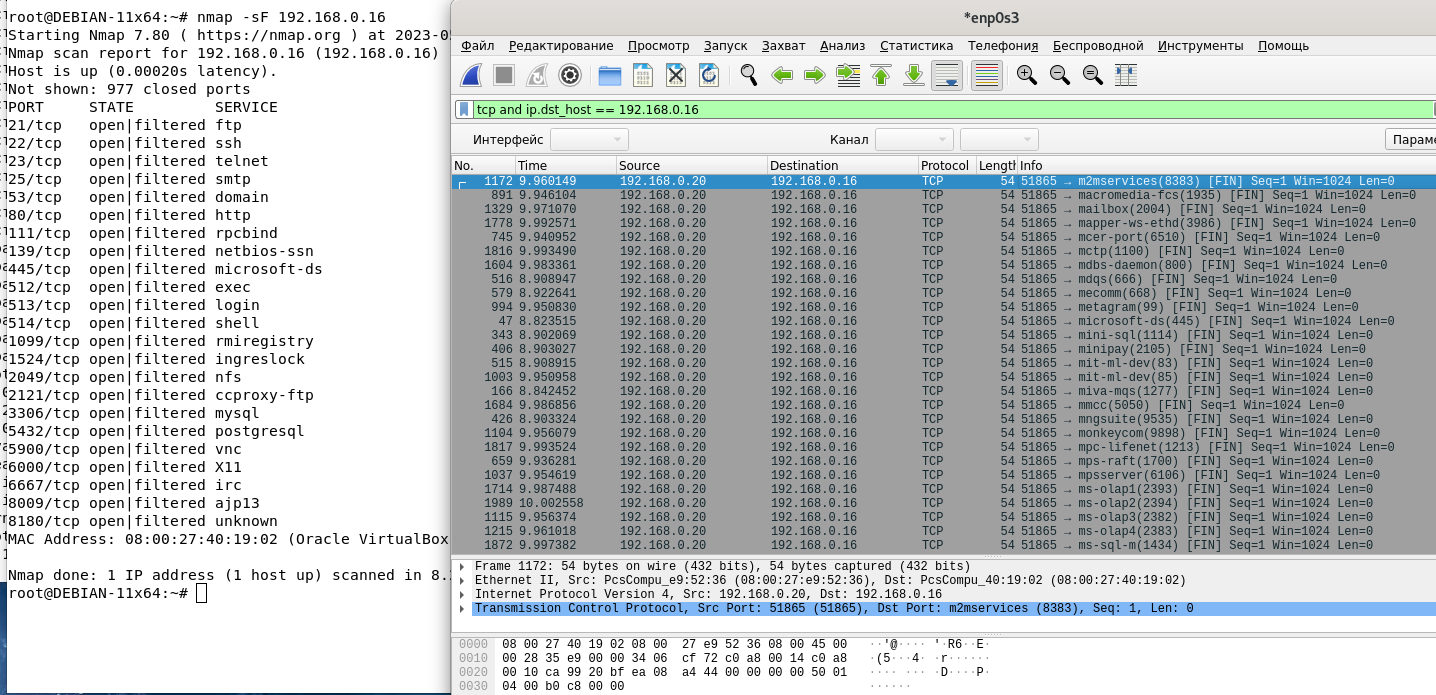 root@DEBIAN-11x64:~# nmap -sF 192.168.0.16
Starting Nmap 7.80 ( https://nmap.org ) at 2023-0
Nmap scan report for 192.168.0.16 (192.168.0.16)
Host is up (0.00020s latency).
Not shown: 977 closed ports
PORT     STATE         SERVICE
21/tcp   open|filtered ftp
22/tcp   open|filtered ssh
23/tcp   open|filtered telnet
25/tcp   open|filtered smtp
53/tcp   open|filtered domain
80/tcp   open|filtered http
111/tcp  open|filtered rpcbind
139/tcp  open|filtered netbios-ssn
445/tcp  open|filtered microsoft-ds
512/tcp  open|filtered exec
513/tcp  open|filtered login
514/tcp  open|filtered shell
1099/tcp open|filtered rmiregistry
1524/tcp open|filtered ingreslock
2049/tcp open|filtered nfs
2121/tcp open|filtered ccproxy-ftp
3306/tcp open|filtered mysql
5432/tcp open|filtered postgresql
5900/tcp open|filtered vnc
6000/tcp open|filtered X11
6667/tcp open|filtered irc
8009/tcp open|filtered ajp13
8180/tcp open|filtered unknown
MAC Address: 08:00:27:40:19:02 (Oracle VirtualBox
Nmap done: 1 IP address (1 host up) scanned in 8.
root@DEBIAN-11x64:~#
*enp0s3
Файл Редактирование Просмотр Запуск Захват Анализ Статистика Телефония Беспроводной Инструменты Помощь
tcp and ip.dst_host == 192.168.0.16
Интерфейс Канал Параме
No. Time Source Destination Protocol Length Info
1172 9.960149 192.168.0.20 192.168.0.16 TCP 54 51865 → m2mservices(8383) [FIN] Seq=1 Win=1024 Len=0
891 9.946104 192.168.0.20 192.168.0.16 TCP 54 51865 → macromedia-fcs(1935) [FIN] Seq=1 Win=1024 Len=0
1329 9.971070 192.168.0.20 192.168.0.16 TCP 54 51865 → mailbox(2004) [FIN] Seq=1 Win=1024 Len=0
1778 9.992571 192.168.0.20 192.168.0.16 TCP 54 51865 → mapper-ws-ethd(3986) [FIN] Seq=1 Win=1024 Len=0
745 9.940952 192.168.0.20 192.168.0.16 TCP 54 51865 → mcer-port(6510) [FIN] Seq=1 Win=1024 Len=0
1816 9.993490 192.168.0.20 192.168.0.16 TCP 54 51865 → mctp(1100) [FIN] Seq=1 Win=1024 Len=0
1604 9.983361 192.168.0.20 192.168.0.16 TCP 54 51865 → mdbs-daemon(800) [FIN] Seq=1 Win=1024 Len=0
516 8.908947 192.168.0.20 192.168.0.16 TCP 54 51865 → mdqs(666) [FIN] Seq=1 Win=1024 Len=0
579 8.922641 192.168.0.20 192.168.0.16 TCP 54 51865 → mecomm(668) [FIN] Seq=1 Win=1024 Len=0
994 9.950830 192.168.0.20 192.168.0.16 TCP 54 51865 → metagram(99) [FIN] Seq=1 Win=1024 Len=0
47 8.823515 192.168.0.20 192.168.0.16 TCP 54 51865 → microsoft-ds(445) [FIN] Seq=1 Win=1024 Len=0
343 8.902069 192.168.0.20 192.168.0.16 TCP 54 51865 → mini-sql(1114) [FIN] Seq=1 Win=1024 Len=0
406 8.903027 192.168.0.20 192.168.0.16 TCP 54 51865 → minipay(2105) [FIN] Seq=1 Win=1024 Len=0
515 8.908915 192.168.0.20 192.168.0.16 TCP 54 51865 → mit-ml-dev(83) [FIN] Seq=1 Win=1024 Len=0
1003 9.950958 192.168.0.20 192.168.0.16 TCP 54 51865 → mit-ml-dev(85) [FIN] Seq=1 Win=1024 Len=0
166 8.842452 192.168.0.20 192.168.0.16 TCP 54 51865 → miva-mqs(1277) [FIN] Seq=1 Win=1024 Len=0
1684 9.986856 192.168.0.20 192.168.0.16 TCP 54 51865 → mmcc(5050) [FIN] Seq=1 Win=1024 Len=0
426 8.903324 192.168.0.20 192.168.0.16 TCP 54 51865 → mngsuite(9535) [FIN] Seq=1 Win=1024 Len=0
1104 9.956079 192.168.0.20 192.168.0.16 TCP 54 51865 → monkeycom(9898) [FIN] Seq=1 Win=1024 Len=0
1817 9.993524 192.168.0.20 192.168.0.16 TCP 54 51865 → mpc-lifenet(1213) [FIN] Seq=1 Win=1024 Len=0
659 9.936281 192.168.0.20 192.168.0.16 TCP 54 51865 → mps-raft(1700) [FIN] Seq=1 Win=1024 Len=0
1037 9.954619 192.168.0.20 192.168.0.16 TCP 54 51865 → mpsserver(6106) [FIN] Seq=1 Win=1024 Len=0
1714 9.987488 192.168.0.20 192.168.0.16 TCP 54 51865 → ms-olap1(2393) [FIN] Seq=1 Win=1024 Len=0
1989 10.002558 192.168.0.20 192.168.0.16 TCP 54 51865 → ms-olap2(2394) [FIN] Seq=1 Win=1024 Len=0
1115 9.956374 192.168.0.20 192.168.0.16 TCP 54 51865 → ms-olap3(2382) [FIN] Seq=1 Win=1024 Len=0
1215 9.961018 192.168.0.20 192.168.0.16 TCP 54 51865 → ms-olap4(2383) [FIN] Seq=1 Win=1024 Len=0
1872 9.997382 192.168.0.20 192.168.0.16 TCP 54 51865 → ms-sql-m(1434) [FIN] Seq=1 Win=1024 Len=0
Frame 1172: 54 bytes on wire (432 bits), 54 bytes captured (432 bits)
Ethernet II, Src: PcsCompu_e9:52:36 (08:00:27:e9:52:36), Dst: PcsCompu_40:19:02 (08:00:27:40:19:02)
Internet Protocol Version 4, Src: 192.168.0.20, Dst: 192.168.0.16
Transmission Control Protocol, Src Port: 51865 (51865), Dst Port: m2mservices (8383), Seq: 1, Len: 0
0000 08 00 27 40 19 02 08 00 27 e9 52 36 08 00 45 00 ··'@···· '·R6··E·
0010 00 28 35 e9 00 00 34 06 cf 72 c0 a8 00 14 c0 a8 ·(5···4· ·r······
0020 00 10 ca 99 20 bf ea 08 a4 44 00 00 00 00 50 01 ···· ··· ·D····P·
0030 04 00 b0 c8 00 00 ······